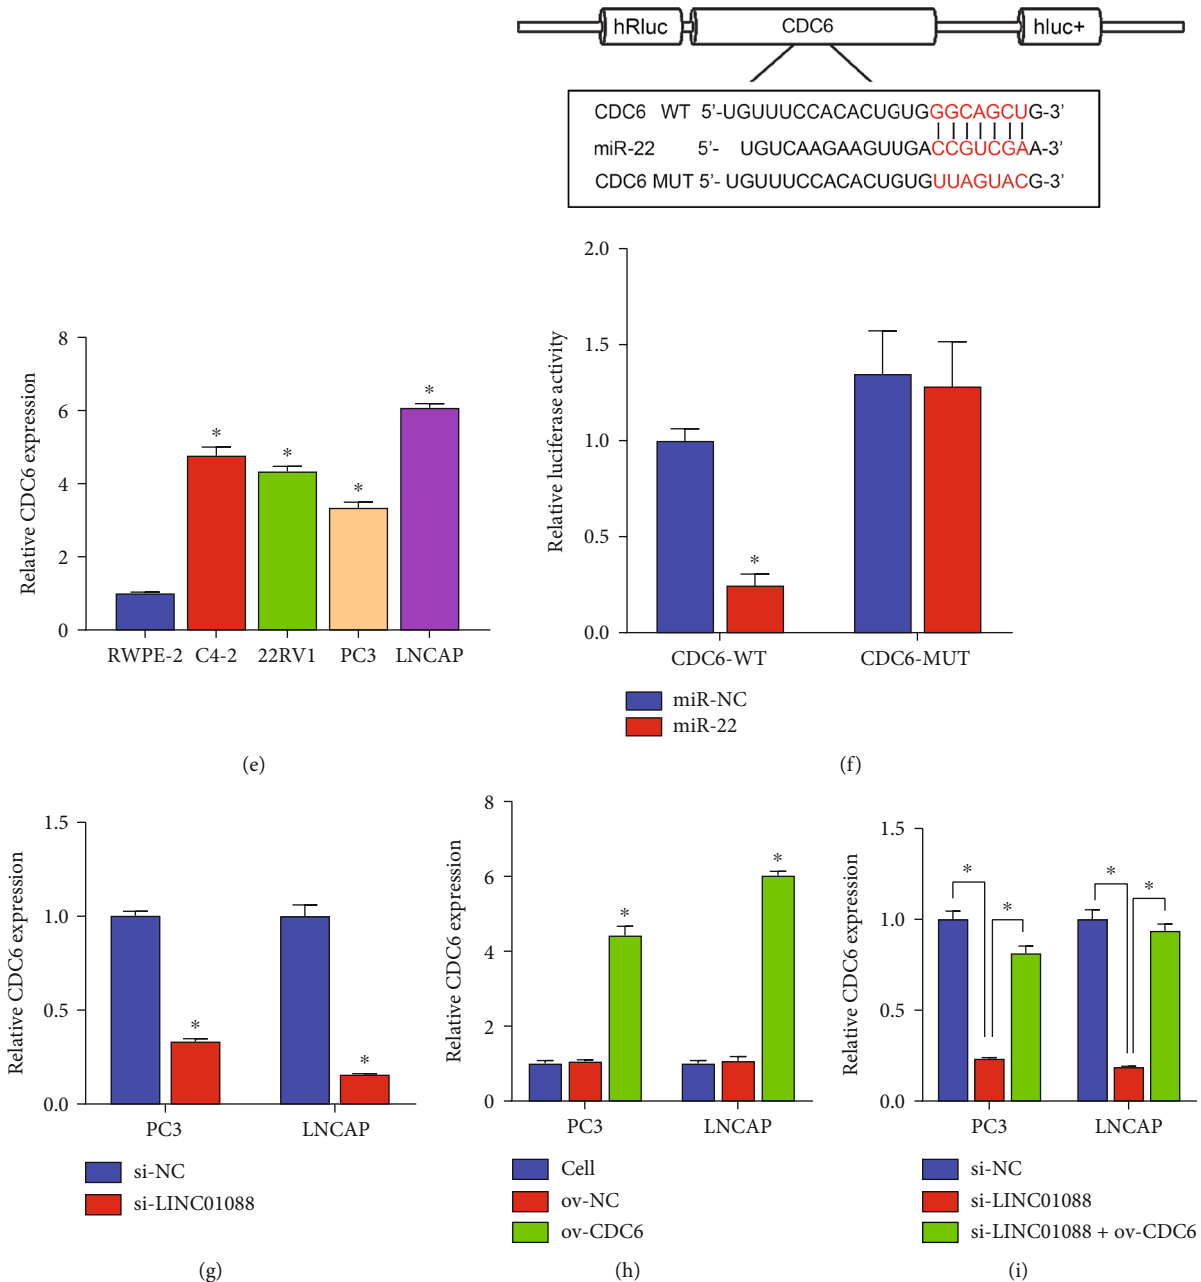 hRluc CDC6 hluc+
CDC6 WT 5’-UGUUUCCACACUGUGGGCAGCUG-3’
miR-22 5’- UGUCAAGAAGUUGACCGUCGAA-3’
CDC6 MUT 5’- UGUUUCCACACUGUGUUAGUACG-3’
Relative CDC6 expression
8
6
4
2
0
* * * *
RWPE-2 C4-2 22RV1 PC3 LNCAP
(e)
Relative luciferase activity
2.0
1.5
1.0
0.5
0.0
*
CDC6-WT CDC6-MUT
miR-NC
miR-22
(f)
Relative CDC6 expression
1.5
1.0
0.5
0.0
* *
PC3 LNCAP
si-NC
si-LINC01088
(g)
Relative CDC6 expression
8
6
4
2
0
* *
PC3 LNCAP
Cell
ov-NC
ov-CDC6
(h)
Relative CDC6 expression
1.5
1.0
0.5
0.0
* * * *
PC3 LNCAP
si-NC
si-LINC01088
si-LINC01088 + ov-CDC6
(i)